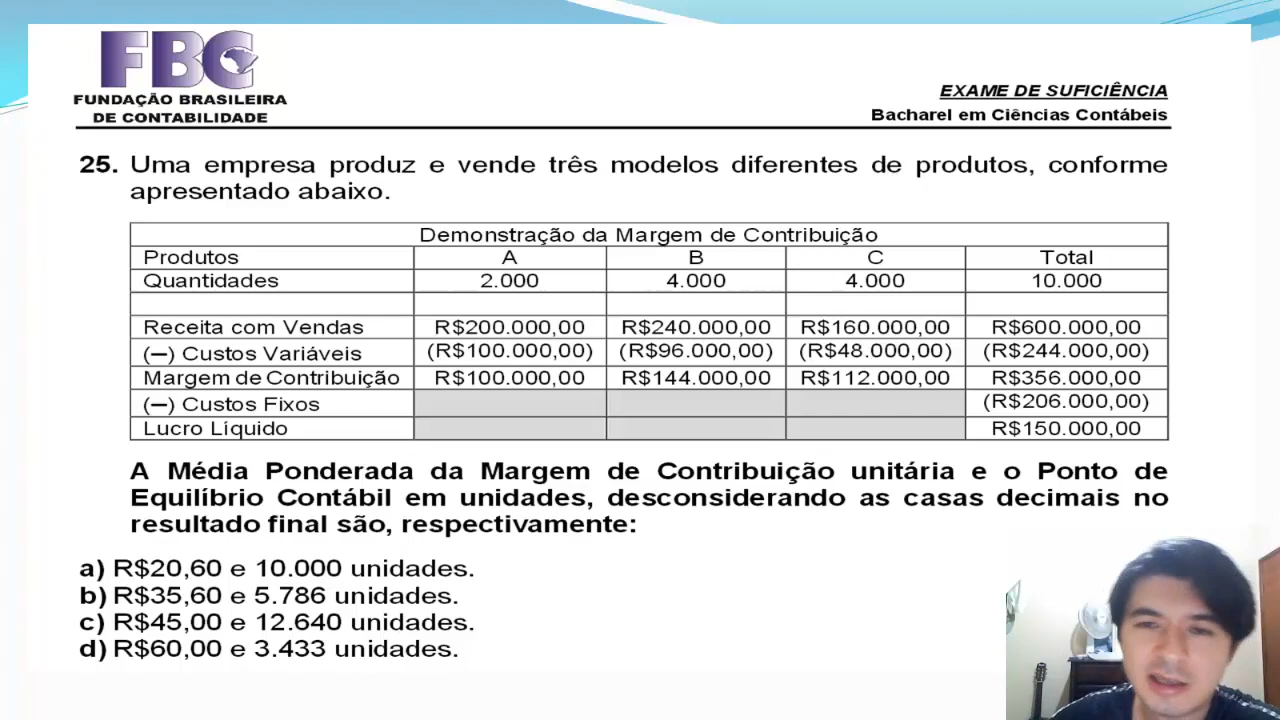 FBC
FUNDAÇÃO BRASILEIRA
DE CONTABILIDADE
EXAME DE SUFICIÊNCIA
Bacharel em Ciências Contábeis
25. Uma empresa produz e vende três modelos diferentes de produtos, conforme
apresentado abaixo.
Demonstração da Margem de Contribuição
Produtos A B C Total
Quantidades 2.000 4.000 4.000 10.000
Receita com Vendas R$200.000,00 R$240.000,00 R$160.000,00 R$600.000,00
(—) Custos Variáveis (R$100.000,00) (R$96.000,00) (R$48.000,00) (R$244.000,00)
Margem de Contribuição R$100.000,00 R$144.000,00 R$112.000,00 R$356.000,00
(—) Custos Fixos (R$206.000,00)
Lucro Líquido R$150.000,00
A Média Ponderada da Margem de Contribuição unitária e o Ponto de
Equilíbrio Contábil em unidades, desconsiderando as casas decimais no
resultado final são, respectivamente:
a) R$20,60 e 10.000 unidades.
b) R$35,60 e 5.786 unidades.
c) R$45,00 e 12.640 unidades.
d) R$60,00 e 3.433 unidades.